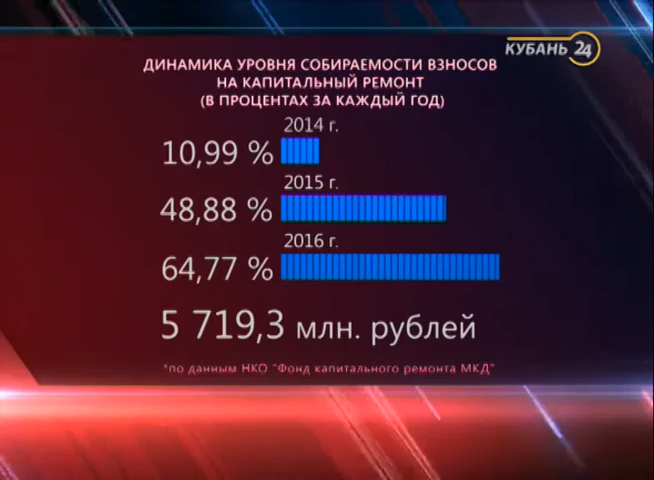 КУБАНЬ 24
ДИНАМИКА УРОВНЯ СОБИРАЕМОСТИ ВЗНОСОВ
НА КАПИТАЛЬНЫЙ РЕМОНТ
(В ПРОЦЕНТАХ ЗА КАЖДЫЙ ГОД)
2014 г.
10,99 %
2015 г.
48,88 %
2016 г.
64,77 %
5 719,3 млн. рублей
*по данным НКО "Фонд капитального ремонта МКД"